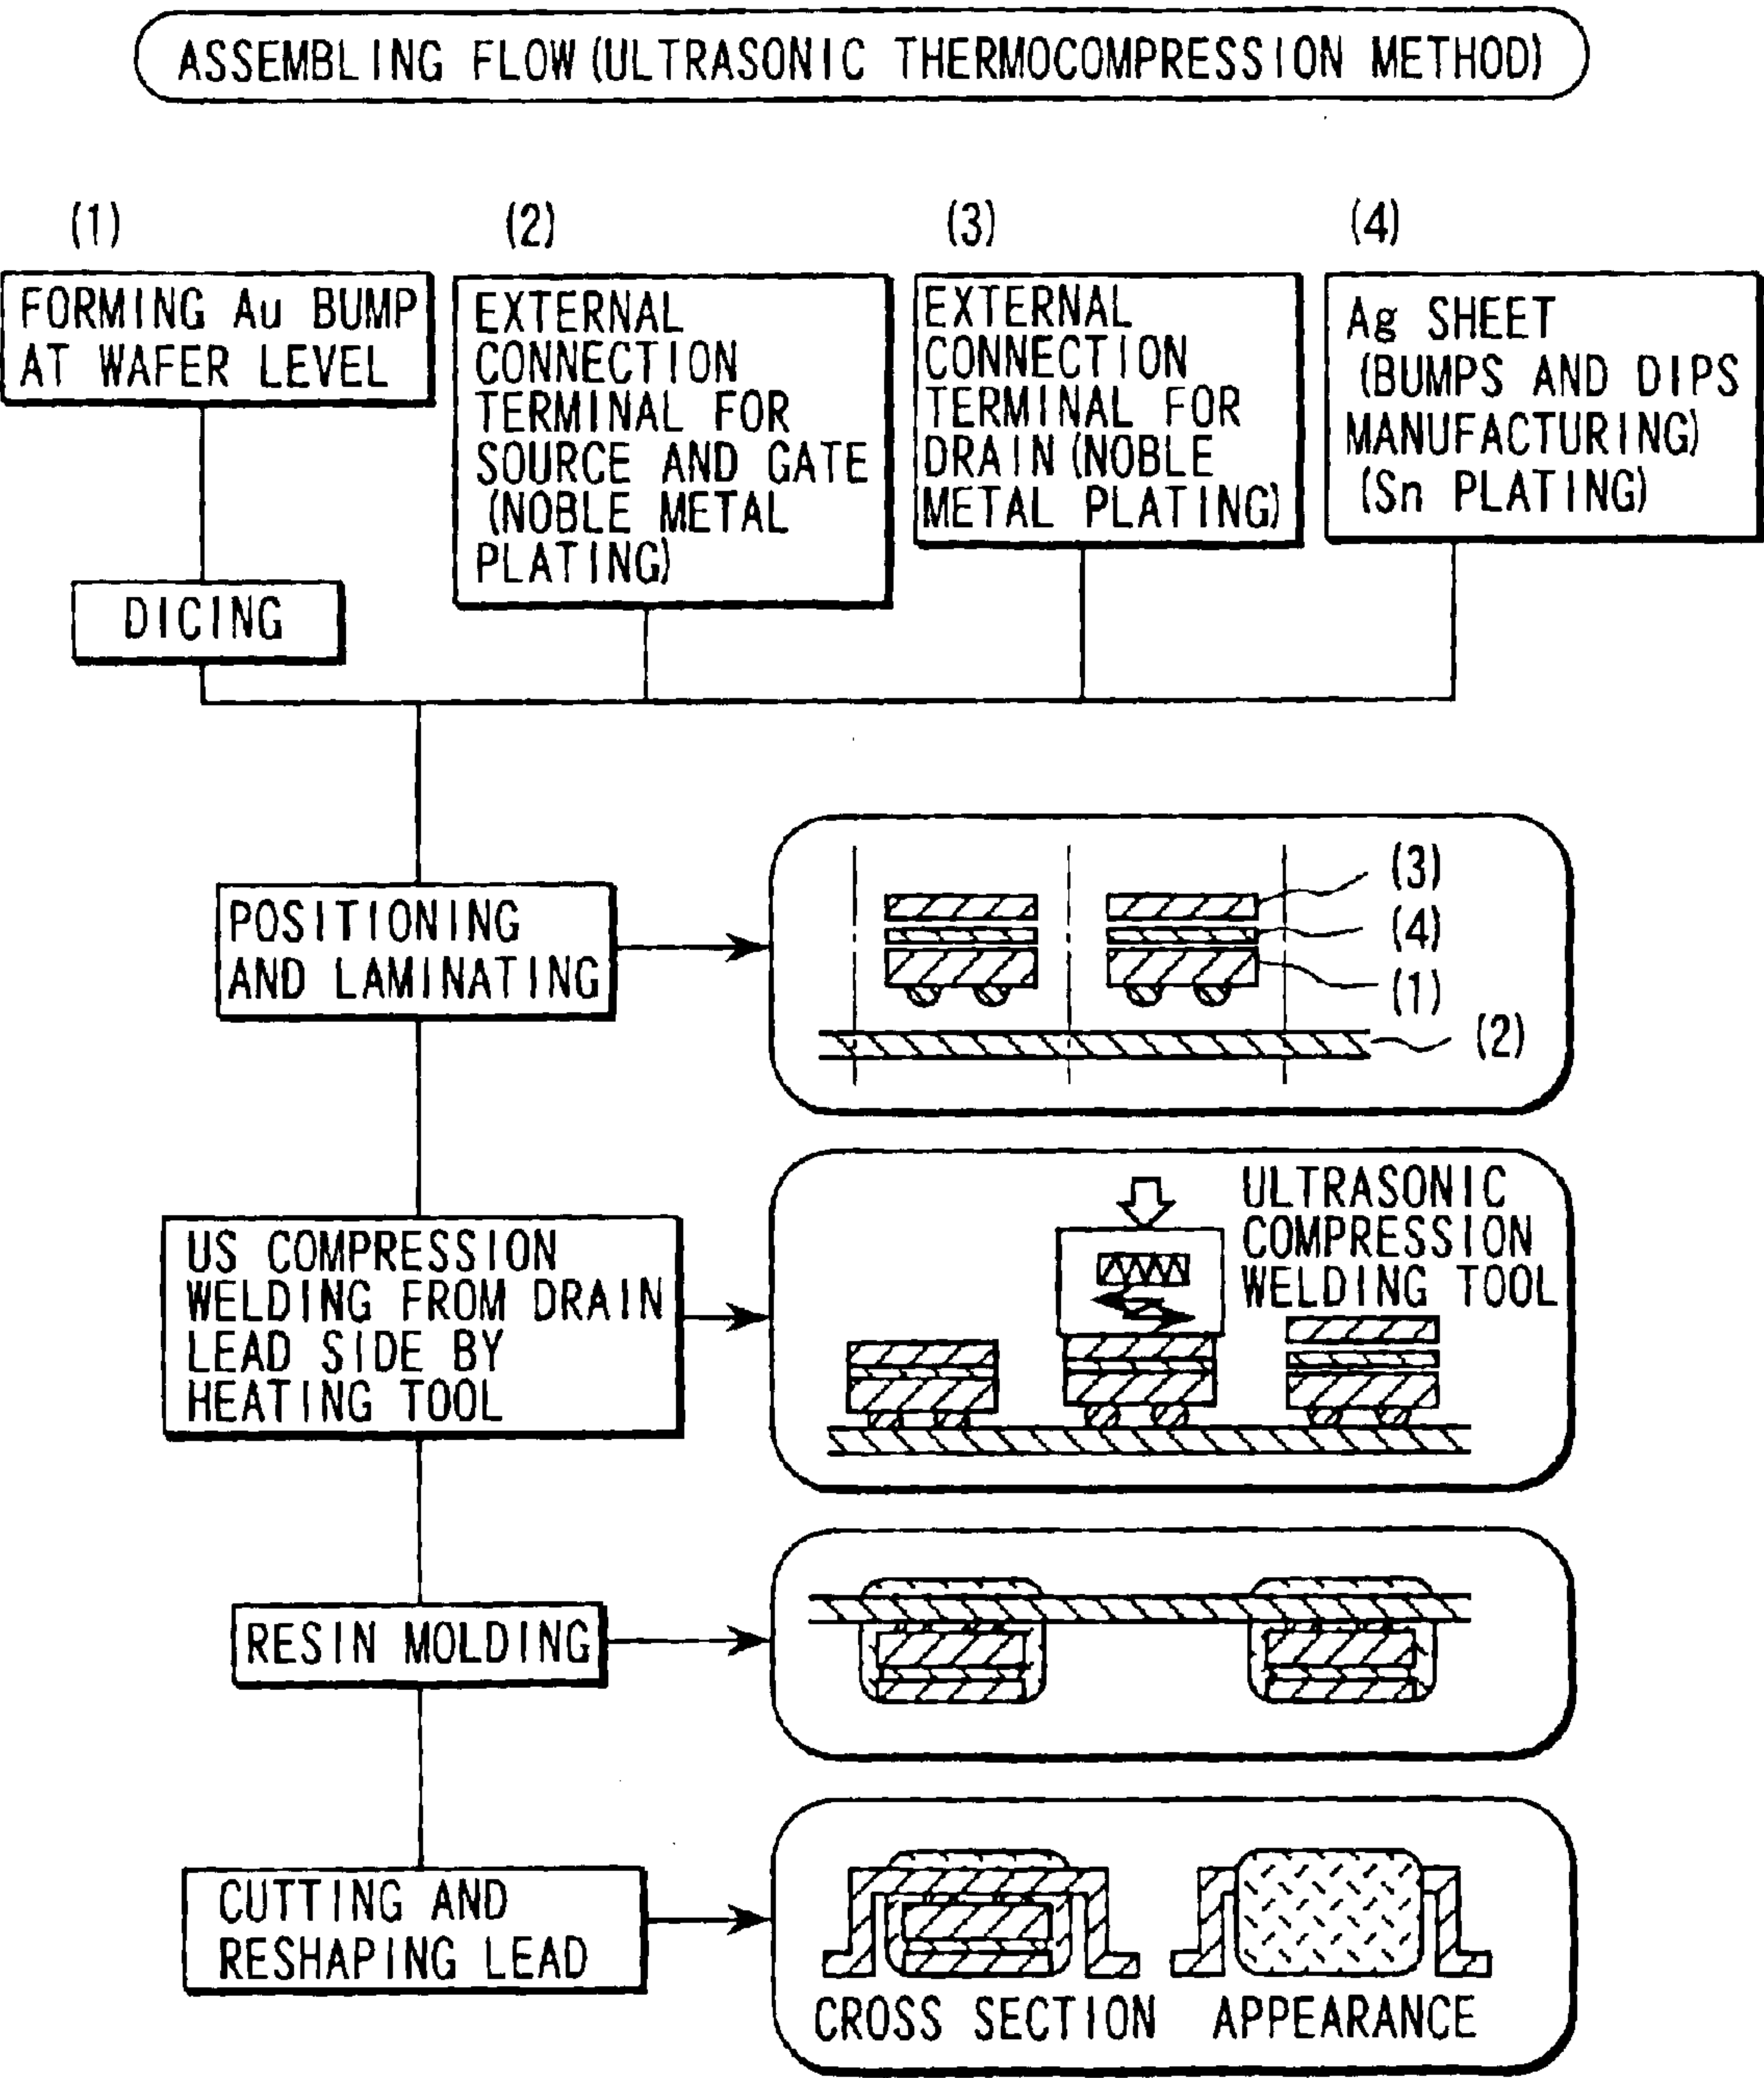 ASSEMBLING FLOW(ULTRASONIC THERMOCOMPRESSION METHOD)
(1)
(2)
(3)
(4)
FORMING Au BUMP
AT WAFER LEVEL
EXTERNAL
CONNECTION
TERMINAL FOR
SOURCE AND GATE
(NOBLE METAL
PLATING)
EXTERNAL
CONNECTION
TERMINAL FOR
DRAIN(NOBLE
METAL PLATING)
Ag SHEET
(BUMPS AND DIPS
MANUFACTURING)
(Sn PLATING)
DICING
POSITIONING
AND LAMINATING
(3)
(4)
(1)
(2)
US COMPRESSION
WELDING FROM DRAIN
LEAD SIDE BY
HEATING TOOL
ULTRASONIC
COMPRESSION
WELDING TOOL
RESIN MOLDING
CUTTING AND
RESHAPING LEAD
CROSS SECTION
APPEARANCE